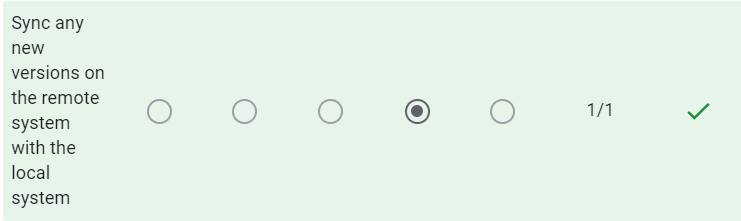 Sync any
new
versions on
the remote
system
with the
local
system
1/1